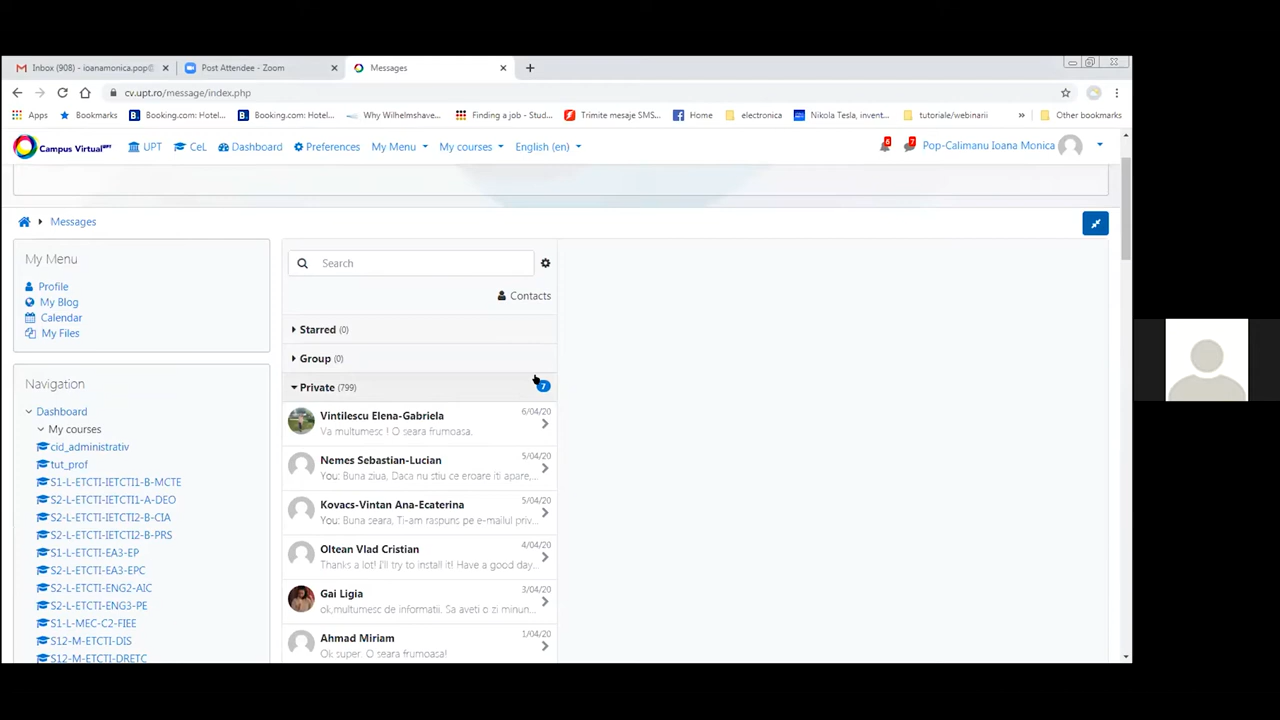 Inbox (908) - ioanamonica.pop@
Post Attendee - Zoom
Messages
cv.upt.ro/message/index.php
Apps
Bookmarks
Booking.com: Hotel...
Booking.com: Hotel...
Why Wilhelmshave...
Finding a job - Stud...
Trimite mesaje SMS...
Home
electronica
Nikola Tesla, invent...
tutoriale/webinarii
»
Other bookmarks
Campus Virtual UPT
UPT
CeL
Dashboard
Preferences
My Menu
My courses
English (en)
8
7
Pop-Calimanu Ioana Monica
Messages
My Menu
Profile
My Blog
Calendar
My Files
Navigation
Dashboard
My courses
cid_administrativ
tut_prof
S1-L-ETCTI-IETCTI1-B-MCTE
S2-L-ETCTI-IETCTI1-A-DEO
S2-L-ETCTI-IETCTI2-B-CIA
S2-L-ETCTI-IETCTI2-B-PRS
S1-L-ETCTI-EA3-EP
S2-L-ETCTI-EA3-EPC
S2-L-ETCTI-ENG2-AIC
S2-L-ETCTI-ENG3-PE
S1-L-MEC-C2-FIEE
S12-M-ETCTI-DIS
S12-M-ETCTI-DRETC
Search
Contacts
Starred (0)
Group (0)
Private (799)
7
Vintilescu Elena-Gabriela
6/04/20
Va multumesc ! O seara frumoasa.
Nemes Sebastian-Lucian
5/04/20
You: Buna ziua, Daca nu stiu ce eroare iti apare,...
Kovacs-Vintan Ana-Ecaterina
5/04/20
You: Buna seara, Ti-am raspuns pe e-mailul priv...
Oltean Vlad Cristian
4/04/20
Thanks a lot! I'll try to install it! Have a good day...
Gai Ligia
3/04/20
ok,multumesc de informatii. Sa aveti o zi minun...
Ahmad Miriam
1/04/20
Ok super. O seara frumoasa!